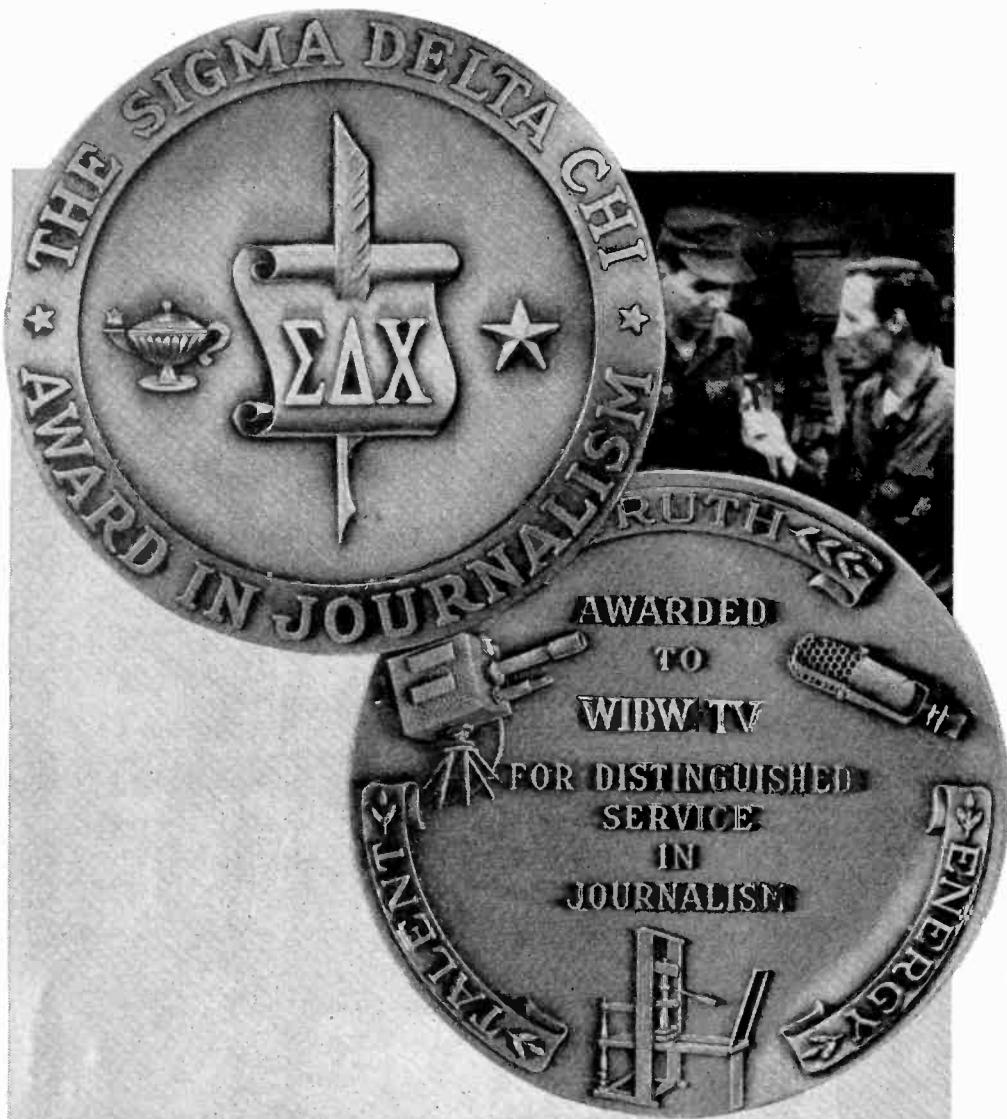 THE SIGMA DELTA CHI
AWARD IN JOURNALISM
ΣΔΧ
RUTH
AWARDED
TO
WIBW TV
FOR DISTINGUISHED
SERVICE
IN
JOURNALISM
TALENT
ENERGY